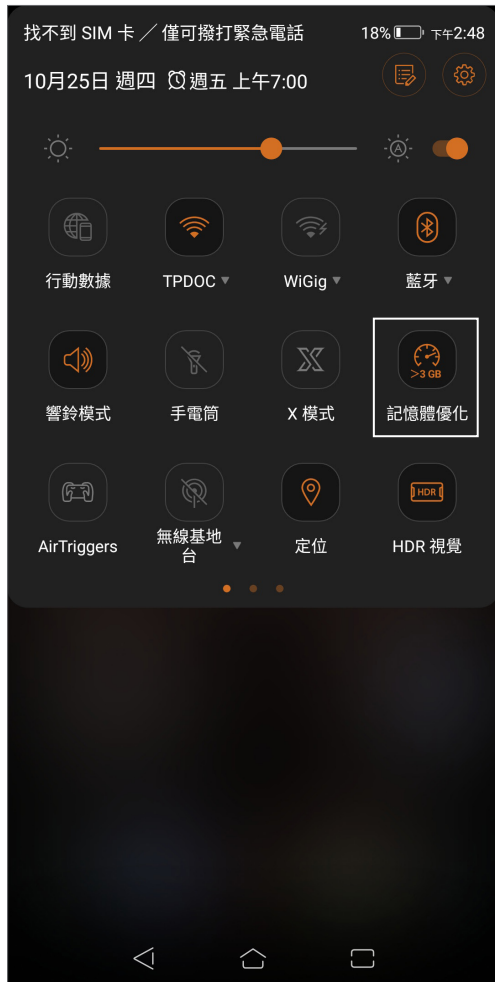 找不到 SIM 卡／僅可撥打緊急電話 18% 下午2:48
10月25日 週四 週五 上午7:00
A
行動數據 TPDOC WiGig 藍牙
>3 GB
響鈴模式 手電筒 X 模式 記憶體優化
HDR
AirTriggers 無線基地
台 定位 HDR 視覺